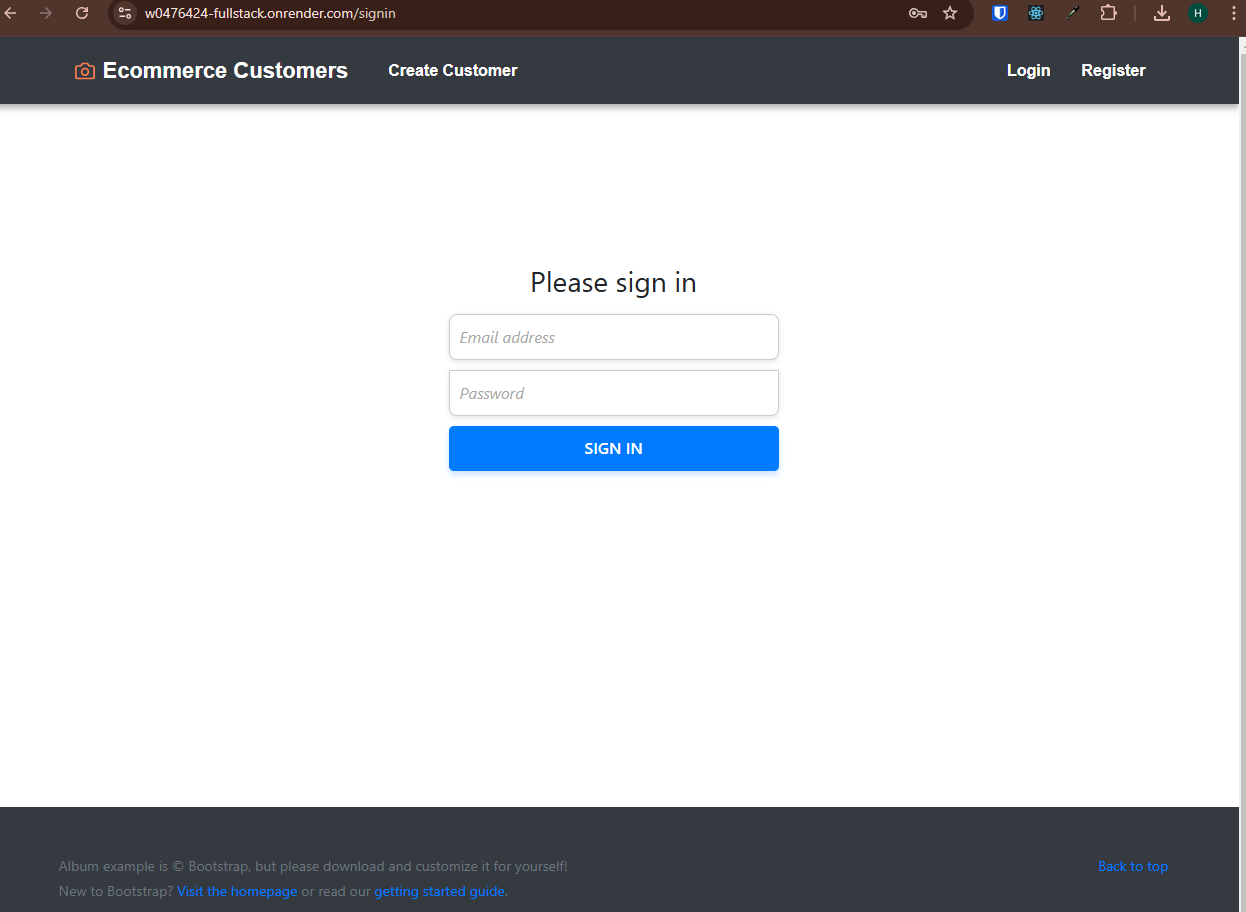 w0476424-fullstack.onrender.com/signin
H
Ecommerce Customers
Create Customer
Login
Register
Please sign in
Email address
Password
SIGN IN
Album example is © Bootstrap, but please download and customize it for yourself!
Back to top
New to Bootstrap? Visit the homepage or read our getting started guide.